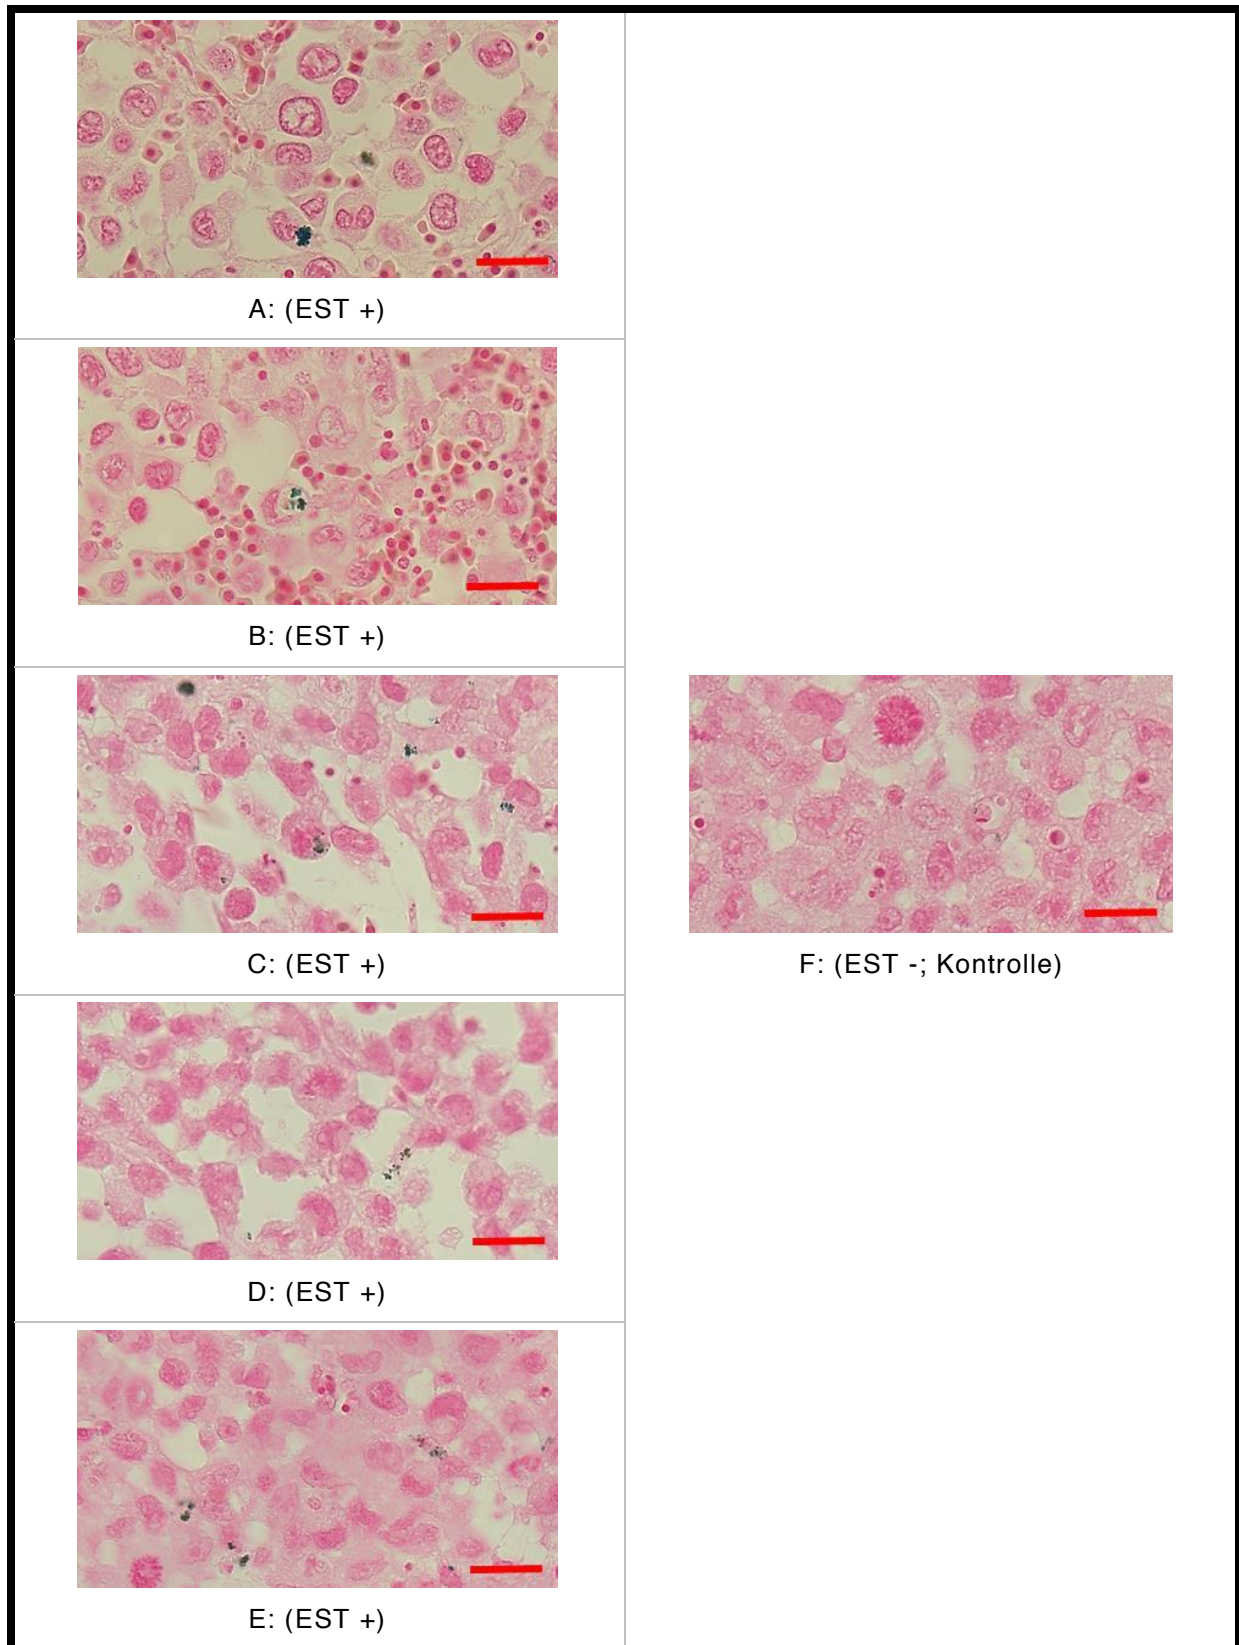 A: (EST +)
B: (EST +)
C: (EST +)
F: (EST -; Kontrolle)
D: (EST +)
E: (EST +)